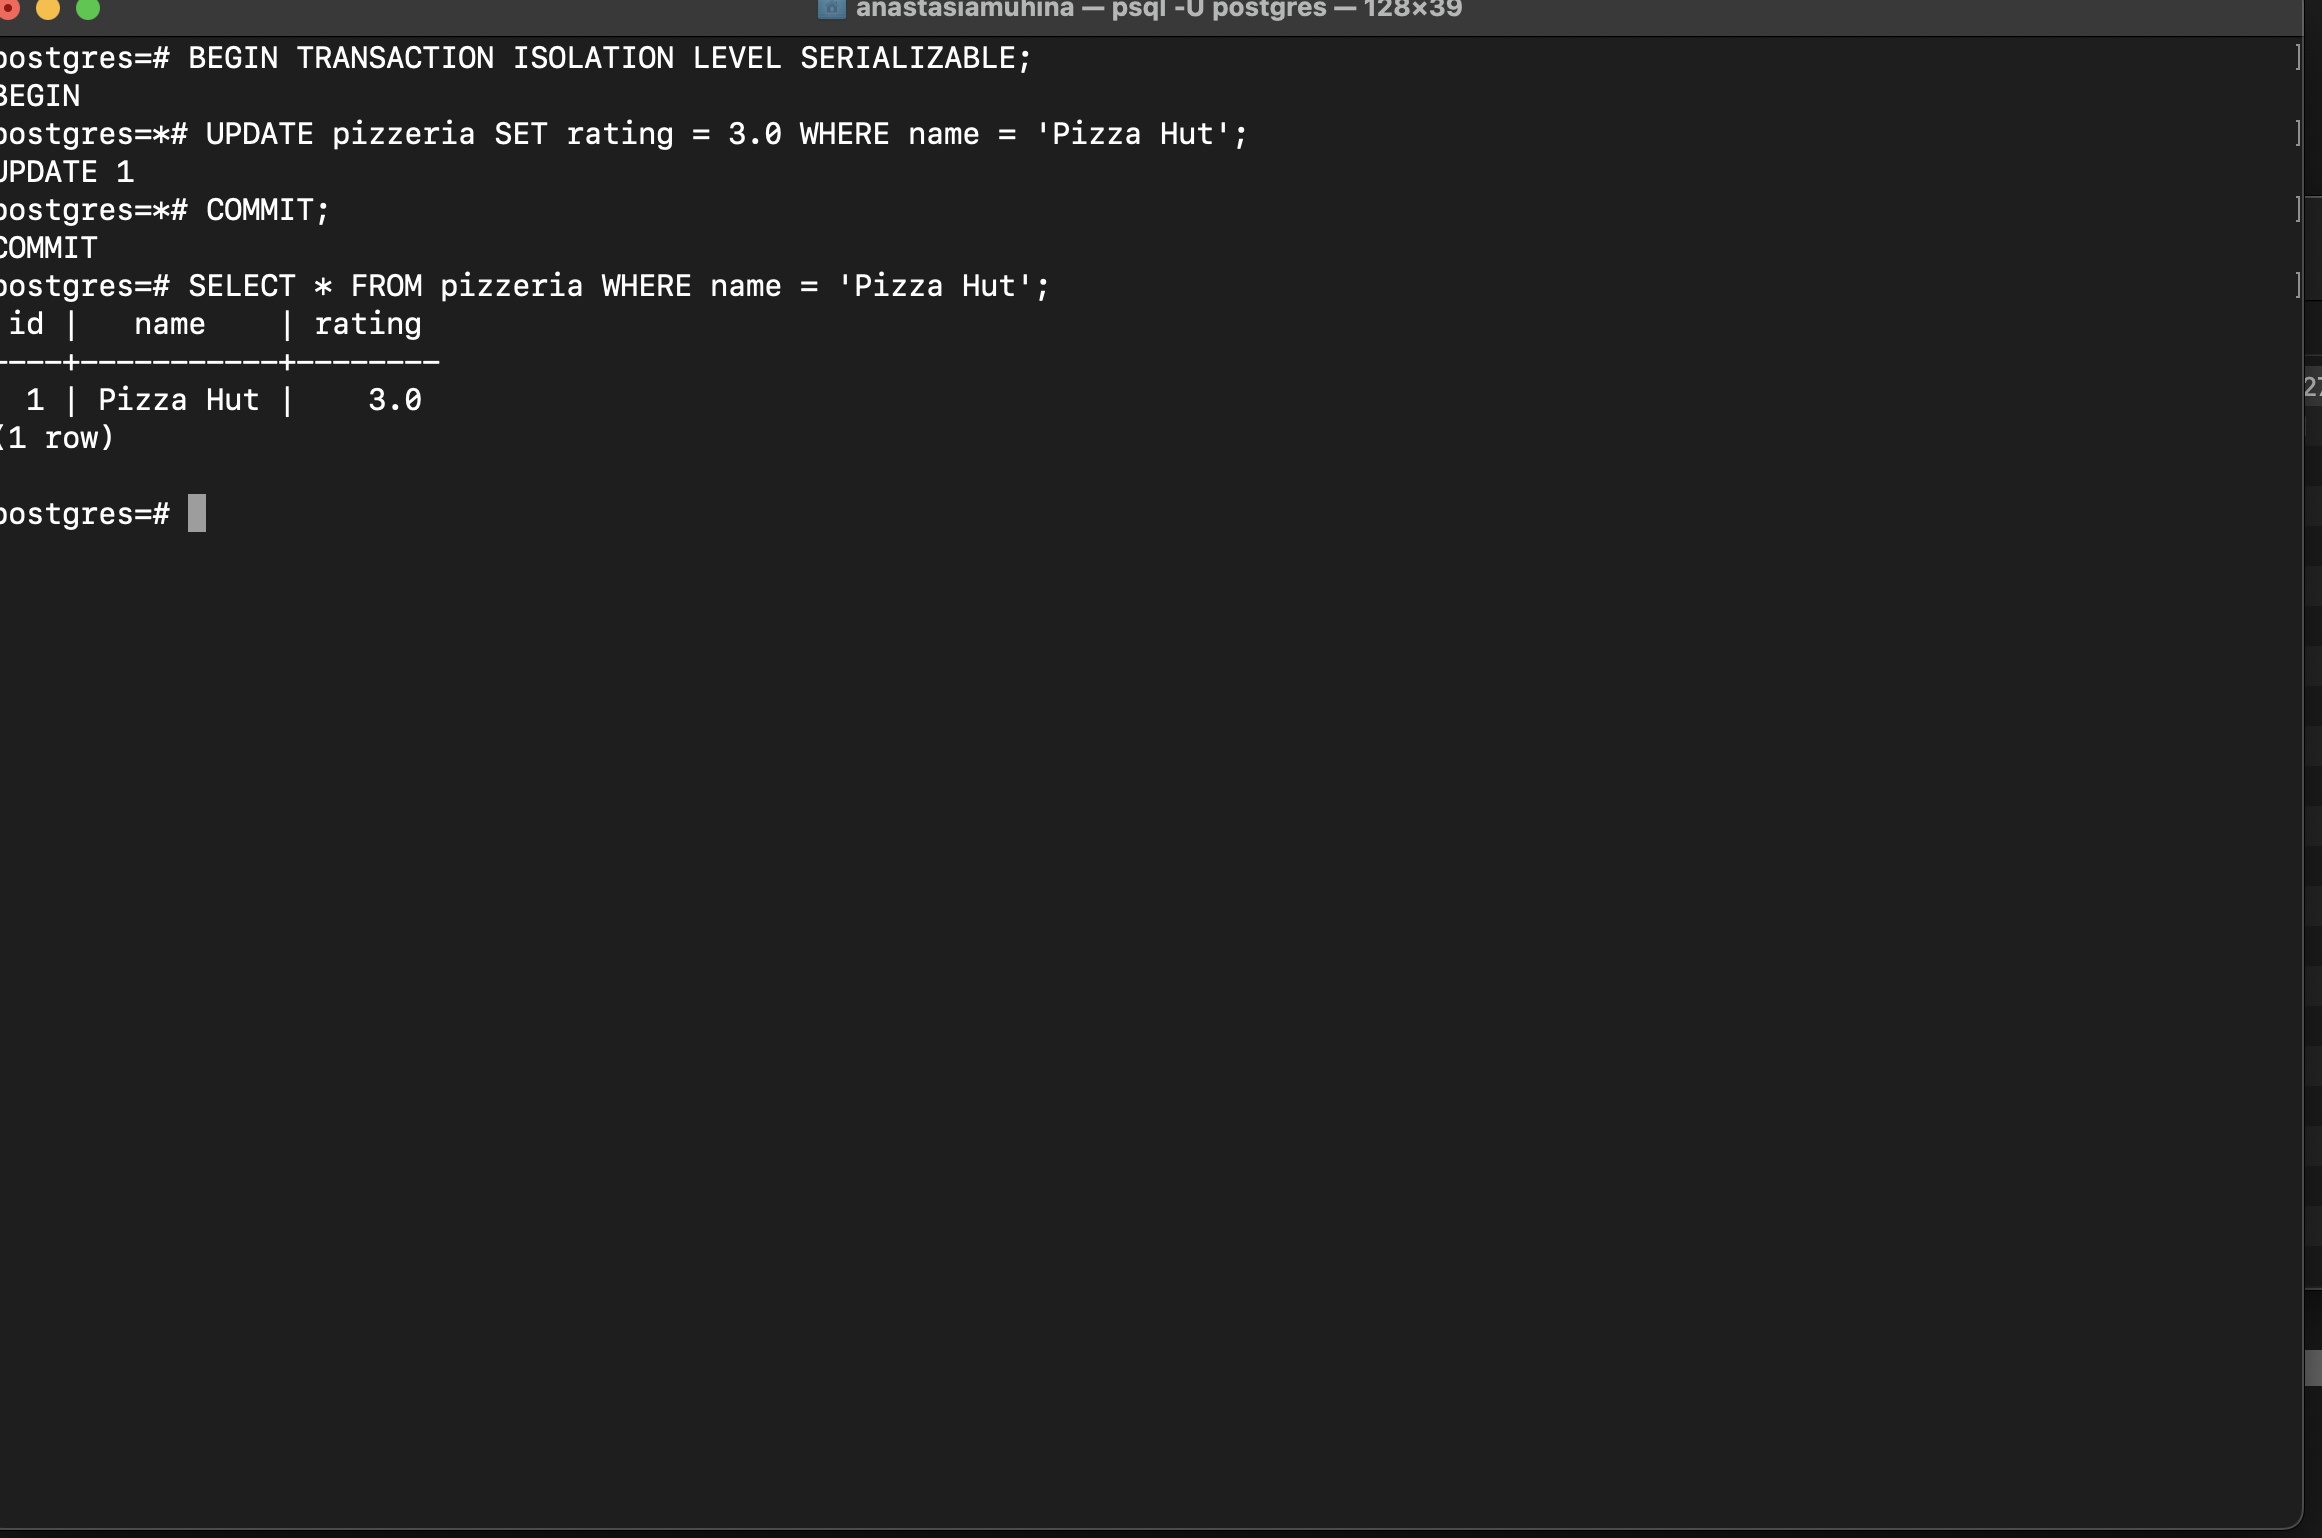 anastasiamuhina — psql -U postgres — 128×39
postgres=# BEGIN TRANSACTION ISOLATION LEVEL SERIALIZABLE;
BEGIN
postgres=*# UPDATE pizzeria SET rating = 3.0 WHERE name = 'Pizza Hut';
UPDATE 1
postgres=*# COMMIT;
COMMIT
postgres=# SELECT * FROM pizzeria WHERE name = 'Pizza Hut';
id | name | rating
----+-----------+--------
1 | Pizza Hut | 3.0
(1 row)
postgres=#
27